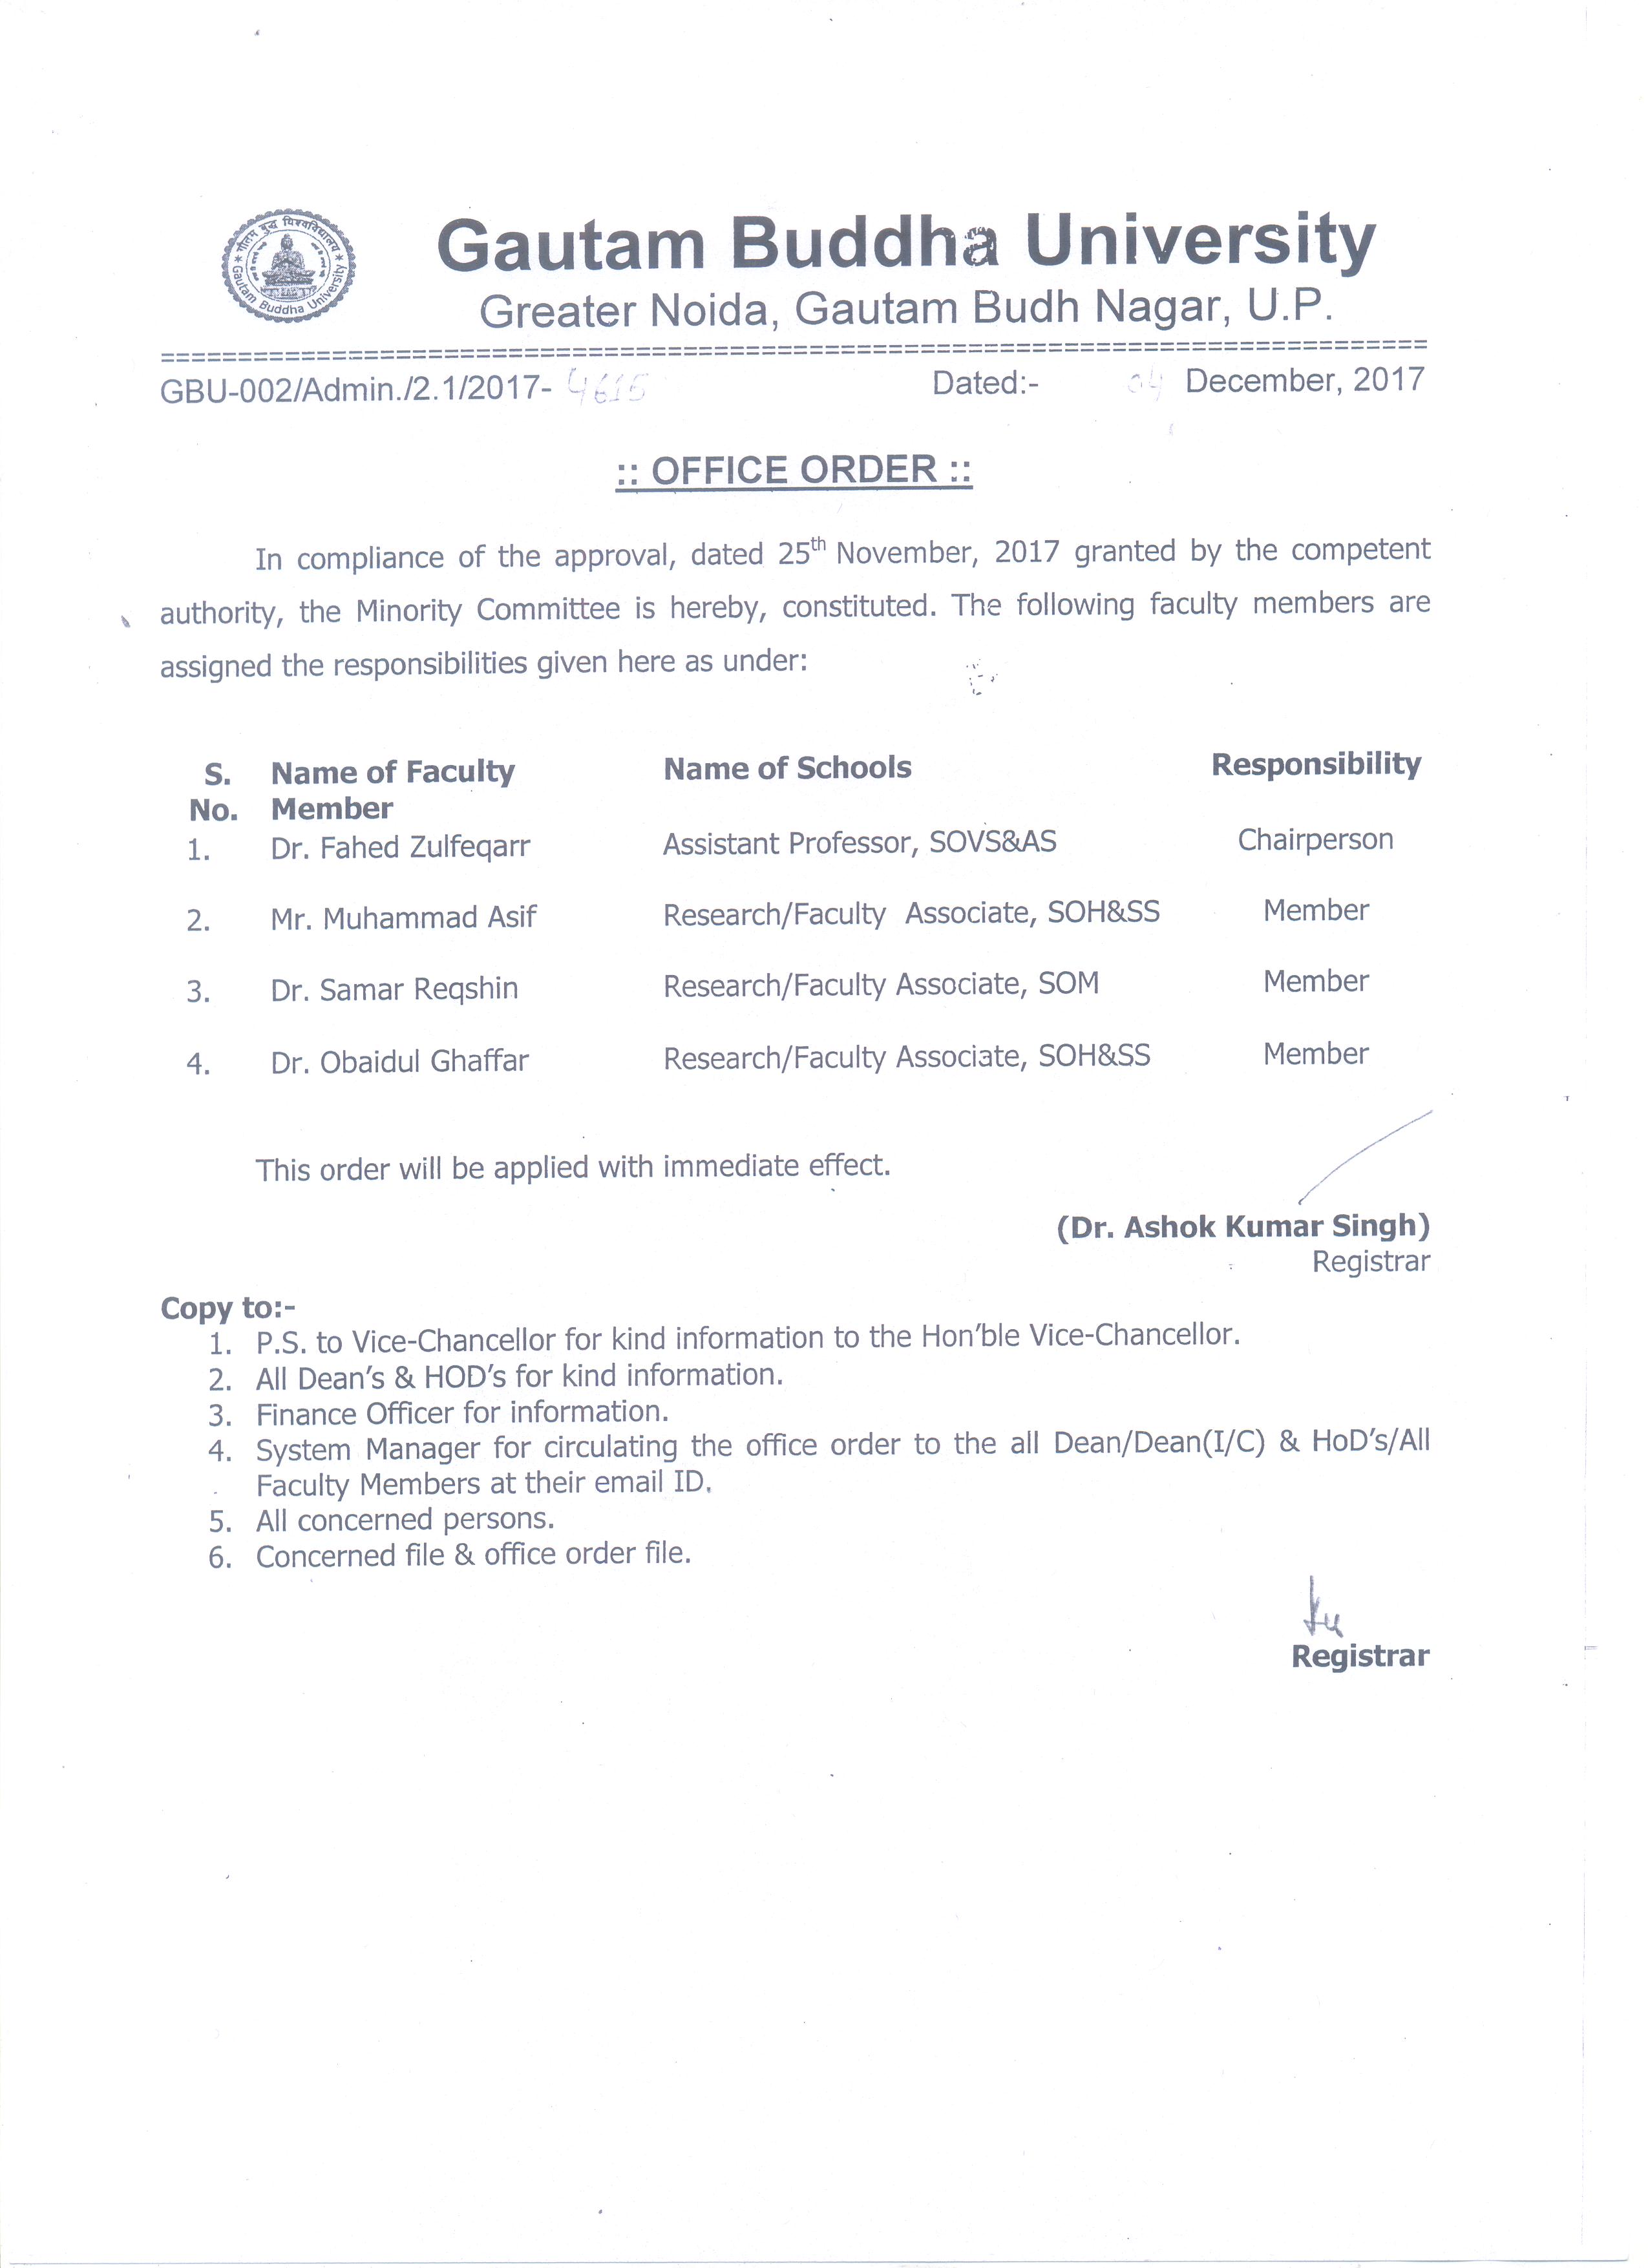 गौतम बुद्ध विश्वविद्यालय
Gautam Buddha University
Gautam Buddha University
Greater Noida, Gautam Budh Nagar, U.P.
GBU-002/Admin./2.1/2017- 4615 Dated:- 04 December, 2017
:: OFFICE ORDER ::
In compliance of the approval, dated 25th November, 2017 granted by the competent
authority, the Minority Committee is hereby, constituted. The following faculty members are
assigned the responsibilities given here as under:
S. Name of Faculty Name of Schools Responsibility
No. Member
1. Dr. Fahed Zulfeqarr Assistant Professor, SOVS&AS Chairperson
2. Mr. Muhammad Asif Research/Faculty Associate, SOH&SS Member
3. Dr. Samar Reqshin Research/Faculty Associate, SOM Member
4. Dr. Obaidul Ghaffar Research/Faculty Associate, SOH&SS Member
This order will be applied with immediate effect.
(Dr. Ashok Kumar Singh)
Registrar
Copy to:-
1. P.S. to Vice-Chancellor for kind information to the Hon'ble Vice-Chancellor.
2. All Dean's & HOD's for kind information.
3. Finance Officer for information.
4. System Manager for circulating the office order to the all Dean/Dean(I/C) & HoD's/All
Faculty Members at their email ID.
5. All concerned persons.
6. Concerned file & office order file.
Registrar